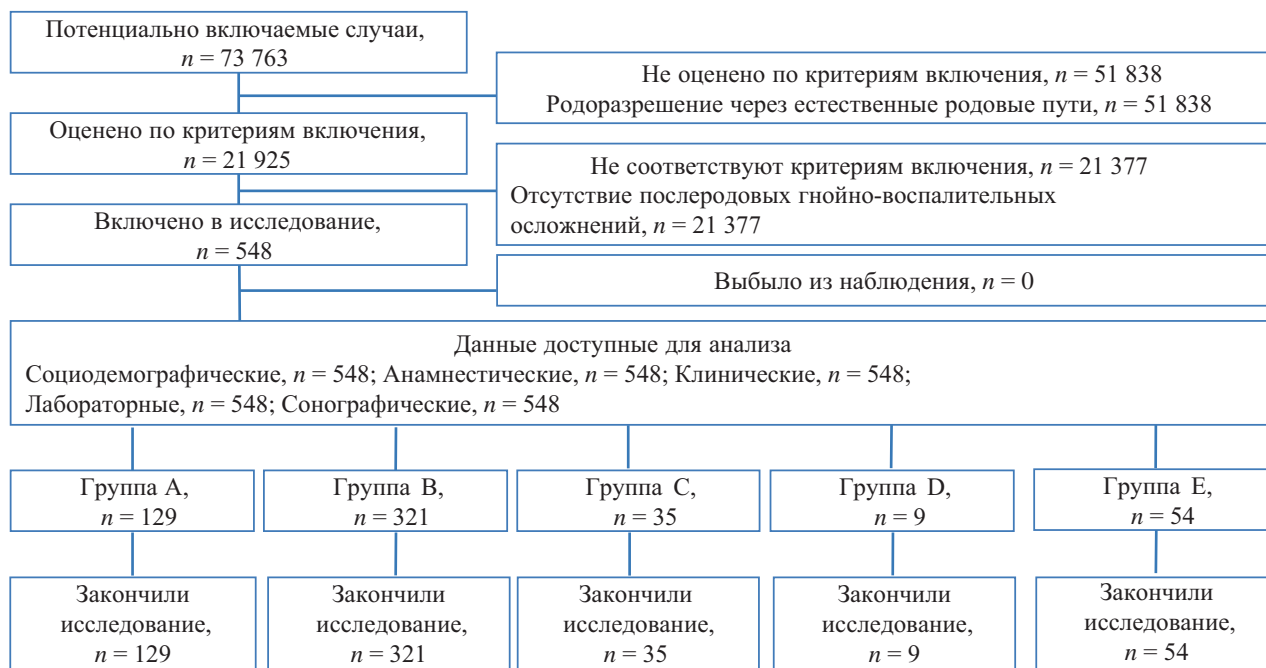 Потенциально включаемые случаи,
n = 73 763
Не оценено по критериям включения, n = 51 838
Родоразрешение через естественные родовые пути, n = 51 838
Оценено по критериям включения,
n = 21 925
Не соответствуют критериям включения, n = 21 377
Отсутствие послеродовых гнойно-воспалительных
осложнений, n = 21 377
Включено в исследование,
n = 548
Выбыло из наблюдения, n = 0
Данные доступные для анализа
Социодемографические, n = 548; Анамнестические, n = 548; Клинические, n = 548;
Лабораторные, n = 548; Сонографические, n = 548
Группа A,
n = 129
Группа B,
n = 321
Группа C,
n = 35
Группа D,
n = 9
Группа E,
n = 54
Закончили
исследование,
n = 129
Закончили
исследование,
n = 321
Закончили
исследование,
n = 35
Закончили
исследование,
n = 9
Закончили
исследование,
n = 54